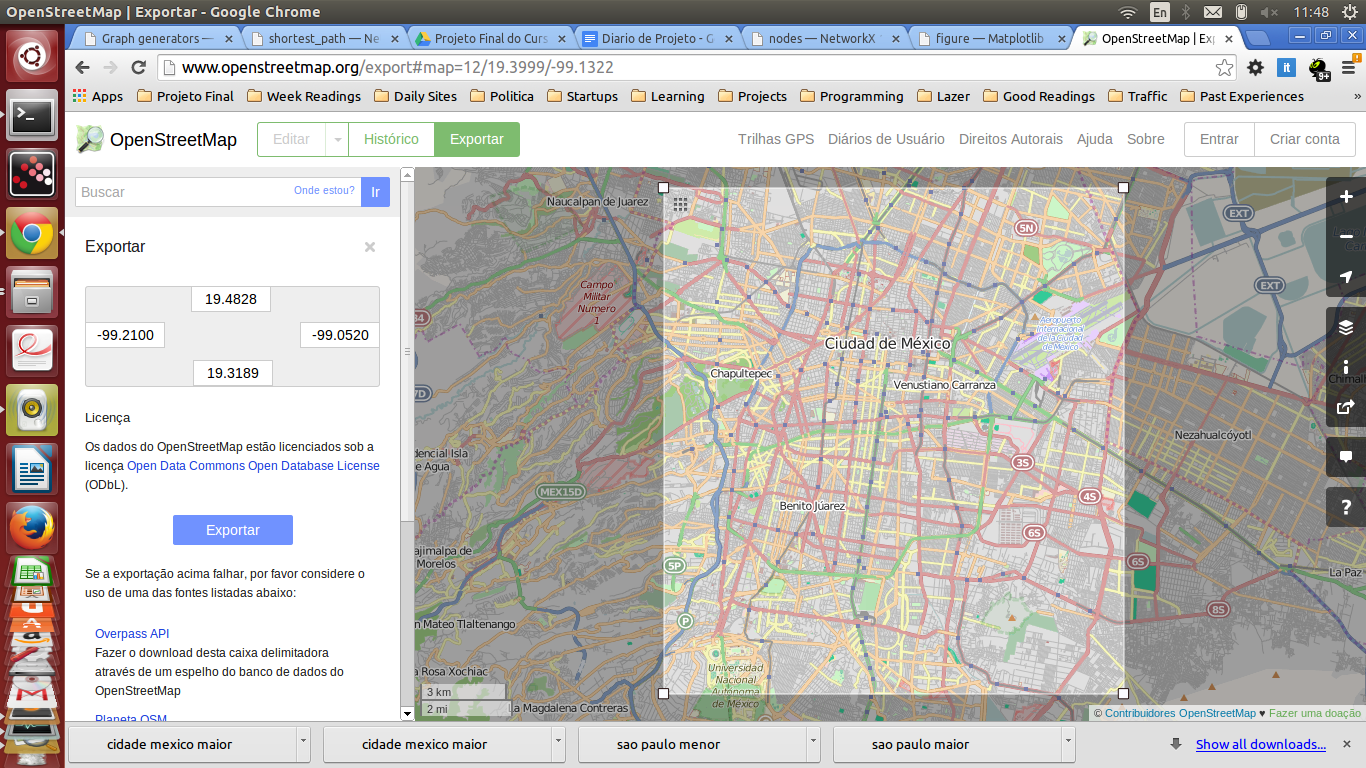 OpenStreetMap | Exportar - Google Chrome
En
11:48
Graph generators —
shortest_path — Ne
Projeto Final do Curs
Diario de Projeto - G
nodes — NetworkX
figure — Matplotlib
OpenStreetMap | Exp
www.openstreetmap.org/export#map=12/19.3999/-99.1322
it
9+
Apps
Projeto Final
Week Readings
Daily Sites
Politica
Startups
Learning
Projects
Programming
Lazer
Good Readings
Traffic
Past Experiences
»
OpenStreetMap
Editar
Histórico
Exportar
Trilhas GPS
Diários de Usuário
Direitos Autorais
Ajuda
Sobre
Entrar
Criar conta
Buscar
Onde estou?
Ir
Exportar
19.4828
-99.2100
-99.0520
19.3189
Licença
Os dados do OpenStreetMap estão licenciados sob a
licença Open Data Commons Open Database License
(ODbL).
Exportar
Se a exportação acima falhar, por favor considere o
uso de uma das fontes listadas abaixo:
Overpass API
Fazer o download desta caixa delimitadora
através de um espelho do banco de dados do
OpenStreetMap
Planeta OSM
Naucalpan de Juarez
5N
EXT
EXT
Campo
Militar
Numero
1
Aeropuerto
Internacional
de la Ciudad
de México
Ciudad de México
Chapultepec
Venustiano Carranza
Chimal
Nezahualcóyotl
dencial Isla
de Agua
3S
MEX15D
4S
Benito Júarez
6S
ajimalpa de
Morelos
5P
6S
La Paz
8S
P
n Mateo Tlaltenango
a Rosa Xochiac
Universidad
Nacional
Autónoma
de México
La Magdalena Contreras
3 km
2 mi
© Contribuidores OpenStreetMap ♥ Fazer uma doação
cidade mexico maior
cidade mexico maior
sao paulo menor
sao paulo maior
Show all downloads...